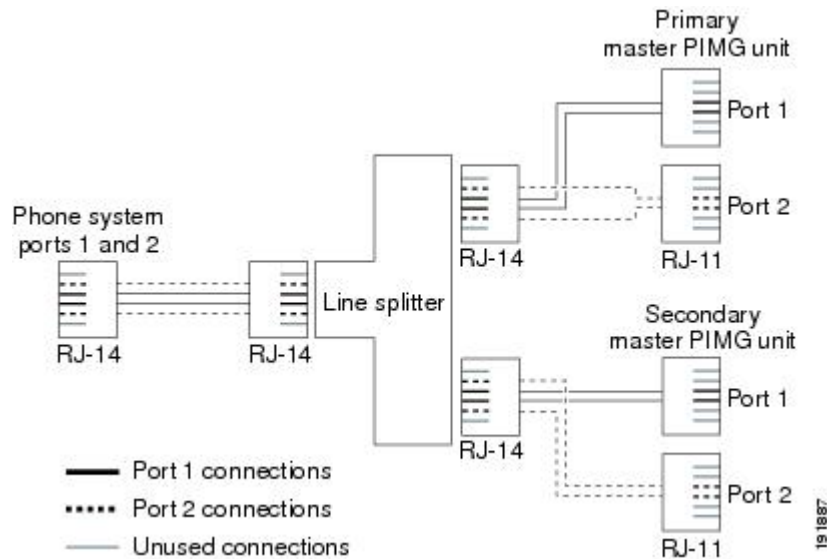 Primary
master PIMG unit
Port 1
Port 2
RJ-14
RJ-11
Phone system
ports 1 and 2
RJ-14
RJ-14
Line splitter
Secondary
master PIMG unit
Port 1
RJ-14
Port 2
RJ-11
Port 1 connections
Port 2 connections
Unused connections
191887